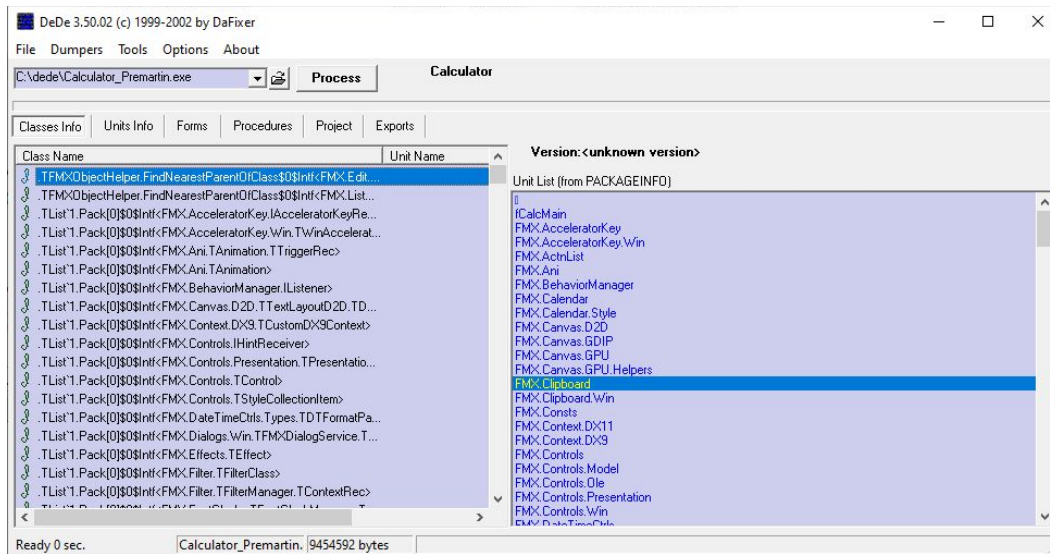 DeDe 3.50.02 (c) 1999-2002 by DaFixer
File Dumpers Tools Options About
C:\dede\Calculator_Premartin.exe Process Calculator
Classes Info Units Info Forms Procedures Project Exports
Class Name Unit Name
.TFMXObjectHelper.FindNearestParentOfClass$0$Intf<FMX.Edit....
.TFMXObjectHelper.FindNearestParentOfClass$0$Intf<FMX.List...
.TList`1.Pack[0]$0$Intf<FMX.AcceleratorKey.IAcceleratorKeyRe...
.TList`1.Pack[0]$0$Intf<FMX.AcceleratorKey.Win.TWinAccelerat...
.TList`1.Pack[0]$0$Intf<FMX.Ani.TAnimation.TTriggerRec>
.TList`1.Pack[0]$0$Intf<FMX.Ani.TAnimation>
.TList`1.Pack[0]$0$Intf<FMX.BehaviorManager.IListener>
.TList`1.Pack[0]$0$Intf<FMX.Canvas.D2D.TTextLayoutD2D.TD...
.TList`1.Pack[0]$0$Intf<FMX.Context.DX9.TCustomDX9Context>
.TList`1.Pack[0]$0$Intf<FMX.Controls.IHintReceiver>
.TList`1.Pack[0]$0$Intf<FMX.Controls.Presentation.TPresentatio...
.TList`1.Pack[0]$0$Intf<FMX.Controls.TControl>
.TList`1.Pack[0]$0$Intf<FMX.Controls.TStyleCollectionItem>
.TList`1.Pack[0]$0$Intf<FMX.DateTimeCtrls.Types.TDTFormatPa...
.TList`1.Pack[0]$0$Intf<FMX.Dialogs.Win.TFMXDialogService.T...
.TList`1.Pack[0]$0$Intf<FMX.Effects.TEffect>
.TList`1.Pack[0]$0$Intf<FMX.Filter.TFilterClass>
.TList`1.Pack[0]$0$Intf<FMX.Filter.TFilterManager.TContextRec>
Version:<unknown version>
Unit List (from PACKAGEINFO)
fCalcMain
FMX.AcceleratorKey
FMX.AcceleratorKey.Win
FMX.ActnList
FMX.Ani
FMX.BehaviorManager
FMX.Calendar
FMX.Calendar.Style
FMX.Canvas.D2D
FMX.Canvas.GDIP
FMX.Canvas.GPU
FMX.Canvas.GPU.Helpers
FMX.Clipboard
FMX.Clipboard.Win
FMX.Consts
FMX.Context.DX11
FMX.Context.DX9
FMX.Controls
FMX.Controls.Model
FMX.Controls.Ole
FMX.Controls.Presentation
FMX.Controls.Win
FMX.DateTimeCtrls
Ready 0 sec. Calculator_Premartin. 9454592 bytes